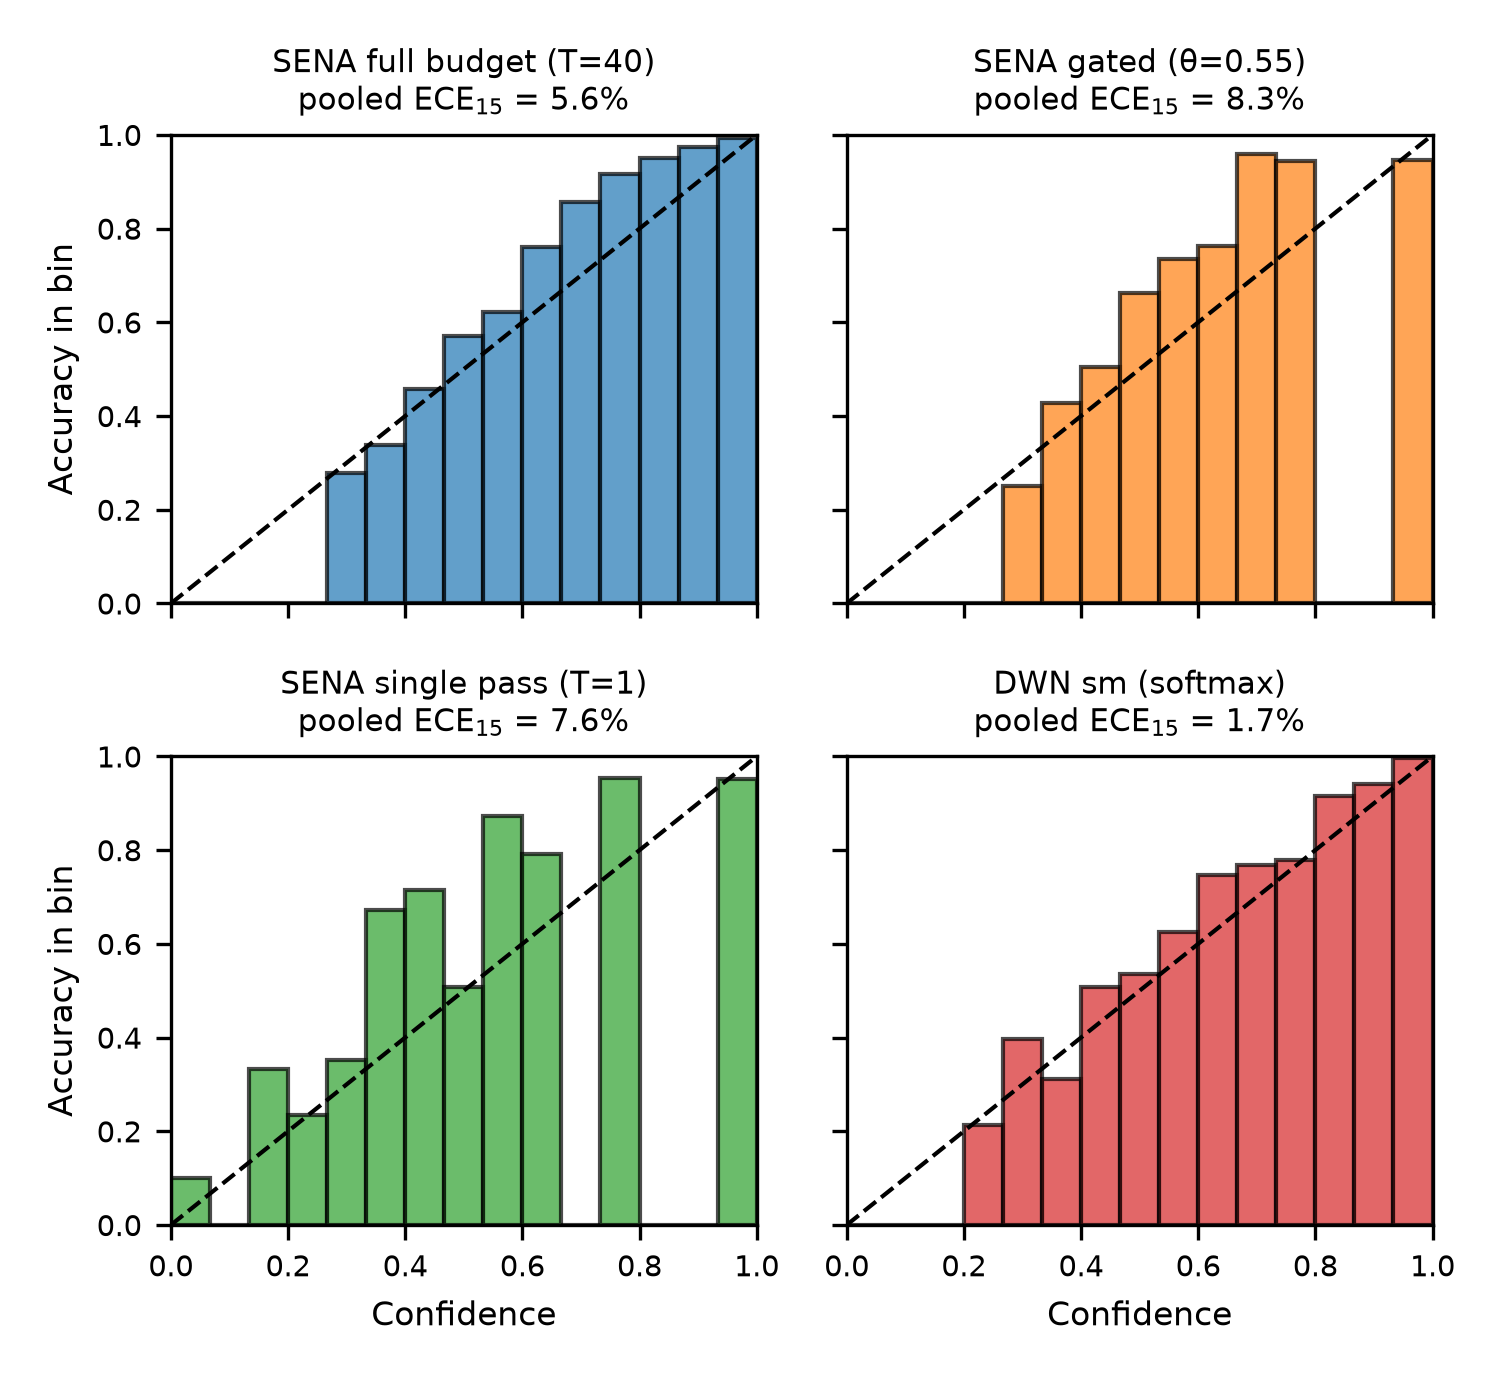 SENA full budget (T=40)
pooled ECE₁₅ = 5.6%
SENA gated (θ=0.55)
pooled ECE₁₅ = 8.3%
Accuracy in bin
1.0
0.8
0.6
0.4
0.2
0.0
SENA single pass (T=1)
pooled ECE₁₅ = 7.6%
DWN sm (softmax)
pooled ECE₁₅ = 1.7%
Accuracy in bin
1.0
0.8
0.6
0.4
0.2
0.0
0.0 0.2 0.4 0.6 0.8 1.0
Confidence
0.0 0.2 0.4 0.6 0.8 1.0
Confidence